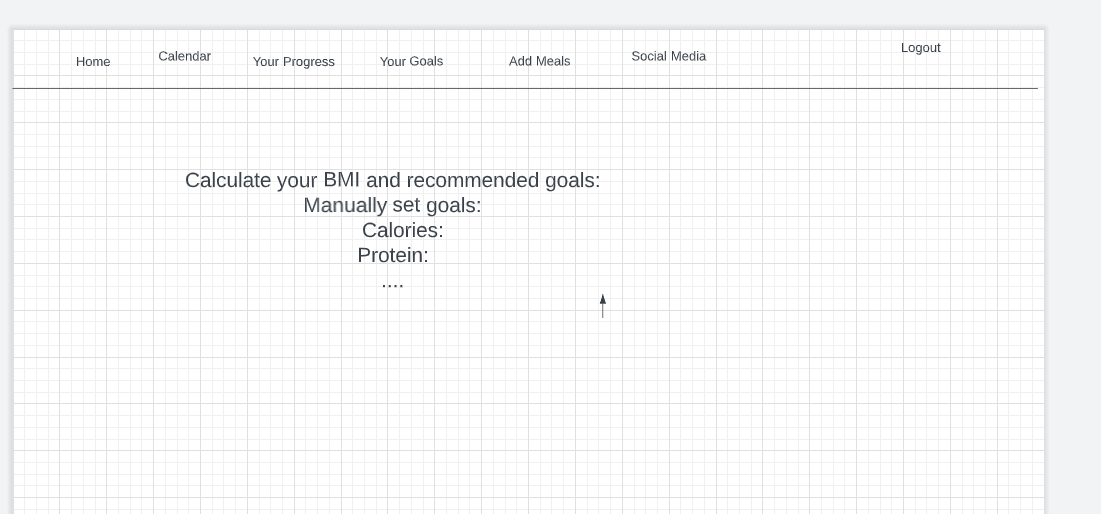 Home Calendar Your Progress Your Goals Add Meals Social Media Logout
Calculate your BMI and recommended goals:
Manually set goals:
Calories:
Protein:
....